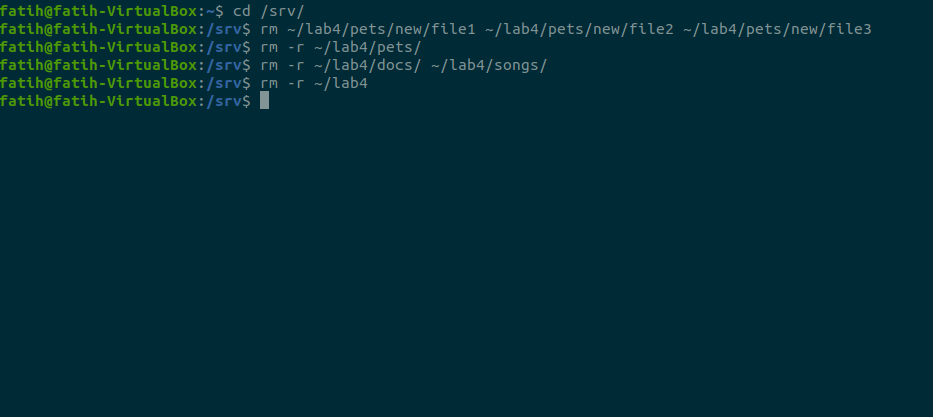 fatih@fatih-VirtualBox:~$ cd /srv/
fatih@fatih-VirtualBox:/srv$ rm ~/lab4/pets/new/file1 ~/lab4/pets/new/file2 ~/lab4/pets/new/file3
fatih@fatih-VirtualBox:/srv$ rm -r ~/lab4/pets/
fatih@fatih-VirtualBox:/srv$ rm -r ~/lab4/docs/ ~/lab4/songs/
fatih@fatih-VirtualBox:/srv$ rm -r ~/lab4
fatih@fatih-VirtualBox:/srv$